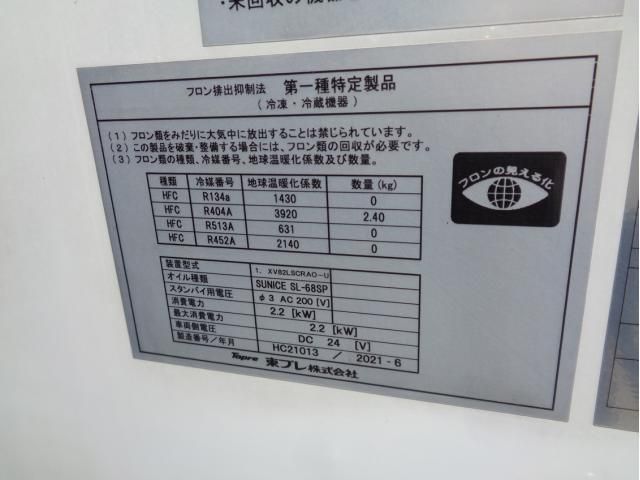 ・未回収の機器
フロン排出抑制法 第一種特定製品
（冷凍・冷蔵機器）
(1) フロン類をみだりに大気中に放出することは禁じられています。
(2) この製品を破棄・整備する場合には、フロン類の回収が必要です。
(3) フロン類の種類、冷媒番号、地球温暖化係数及び数量。
フロンの見える化
種類 冷媒番号 地球温暖化係数 数量 (kg)
HFC R134a 1430 0
HFC R404A 3920 2.40
HFC R513A 631 0
HFC R452A 2140 0
装置型式 1. XV82LSCRAO-U
オイル種類 SUNICE SL-68SP
スタンバイ用電圧 φ3 AC 200 [V]
消費電力 2.2 [kW]
最大消費電力 2.2 [kW]
車両側電圧 DC 24 [V]
製造番号／年月 HC21013 / 2021-6
Topre 東プレ株式会社